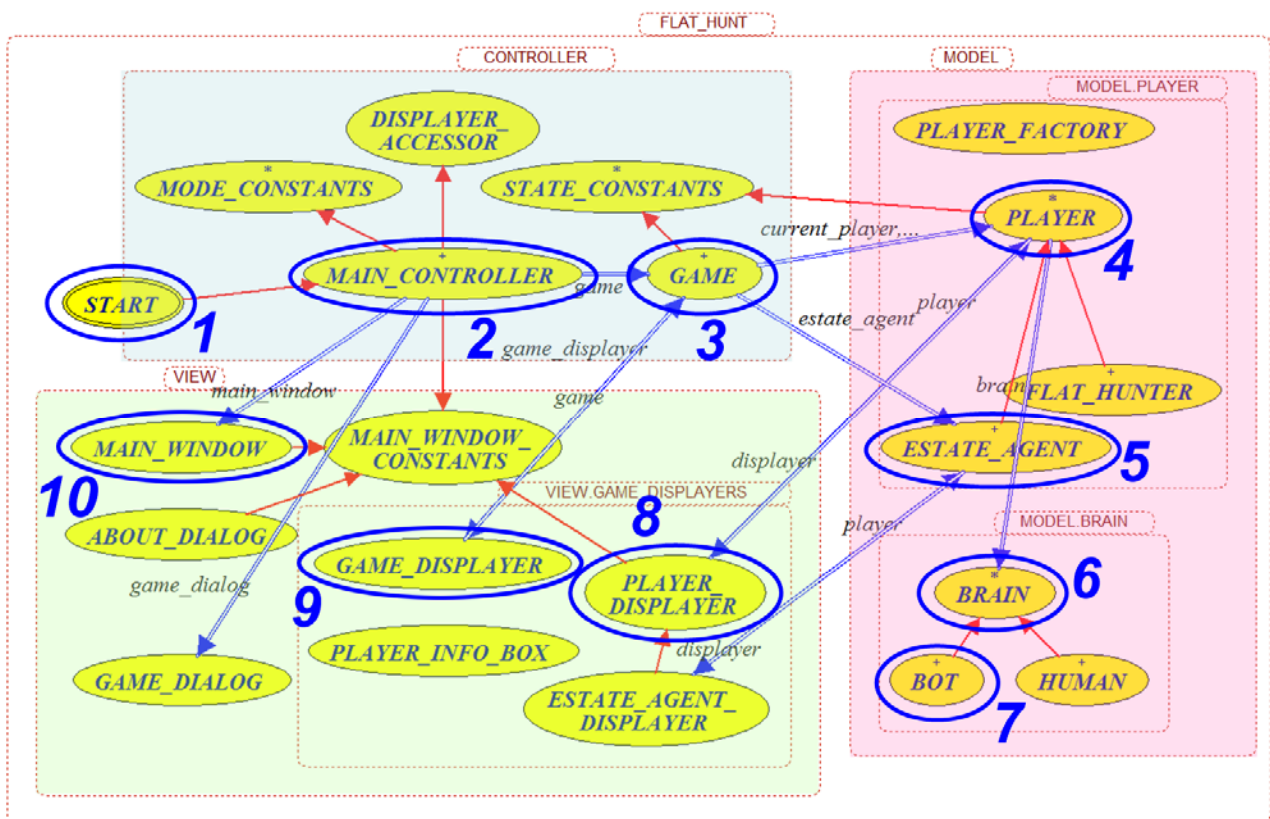 FLAT_HUNT
CONTROLLER
MODEL
MODEL.PLAYER
DISPLAYER_
ACCESSOR
PLAYER_FACTORY
*
MODE_CONSTANTS
*
STATE_CONSTANTS
*
PLAYER
current_player,...
4
+
MAIN_CONTROLLER
game
+
GAME
START
1
2
3
estate_agent
player
game_displayer
VIEW
main_window
game
brain
+
FLAT_HUNTER
MAIN_WINDOW
10
MAIN_WINDOW_
CONSTANTS
+
ESTATE_AGENT
5
displayer
VIEW.GAME_DISPLAYERS
8
player
MODEL.BRAIN
ABOUT_DIALOG
GAME_DISPLAYER
9
game_dialog
PLAYER_
DISPLAYER
*
BRAIN
6
displayer
PLAYER_INFO_BOX
GAME_DIALOG
ESTATE_AGENT_
DISPLAYER
+
BOT
7
+
HUMAN